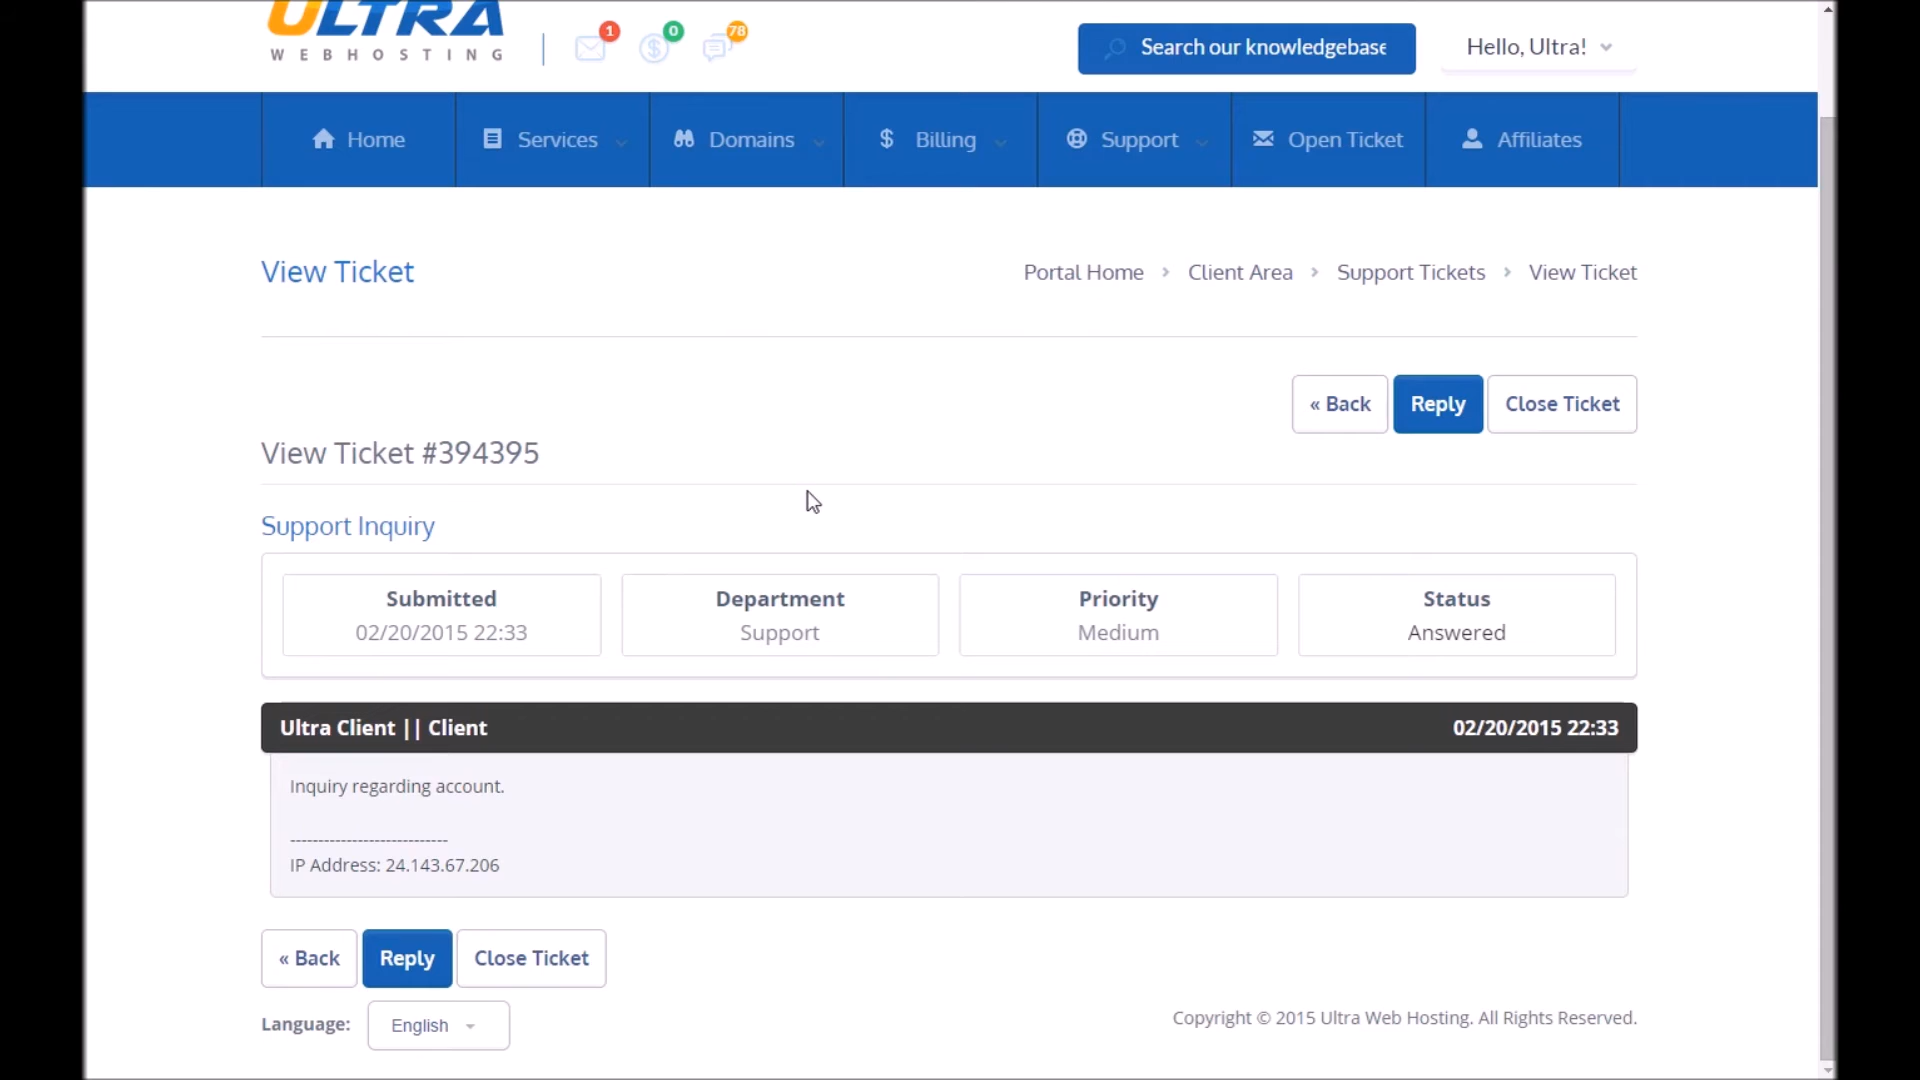 ULTRA
WEBHOSTING
1
0
78
Search our knowledgebase
Hello, Ultra!
Home
Services
Domains
Billing
Support
Open Ticket
Affiliates
View Ticket
Portal Home > Client Area > Support Tickets > View Ticket
« Back
Reply
Close Ticket
View Ticket #394395
Support Inquiry
Submitted
02/20/2015 22:33
Department
Support
Priority
Medium
Status
Answered
Ultra Client || Client
02/20/2015 22:33
Inquiry regarding account.
----------------------------
IP Address: 24.143.67.206
« Back
Reply
Close Ticket
Language:
English
Copyright © 2015 Ultra Web Hosting. All Rights Reserved.